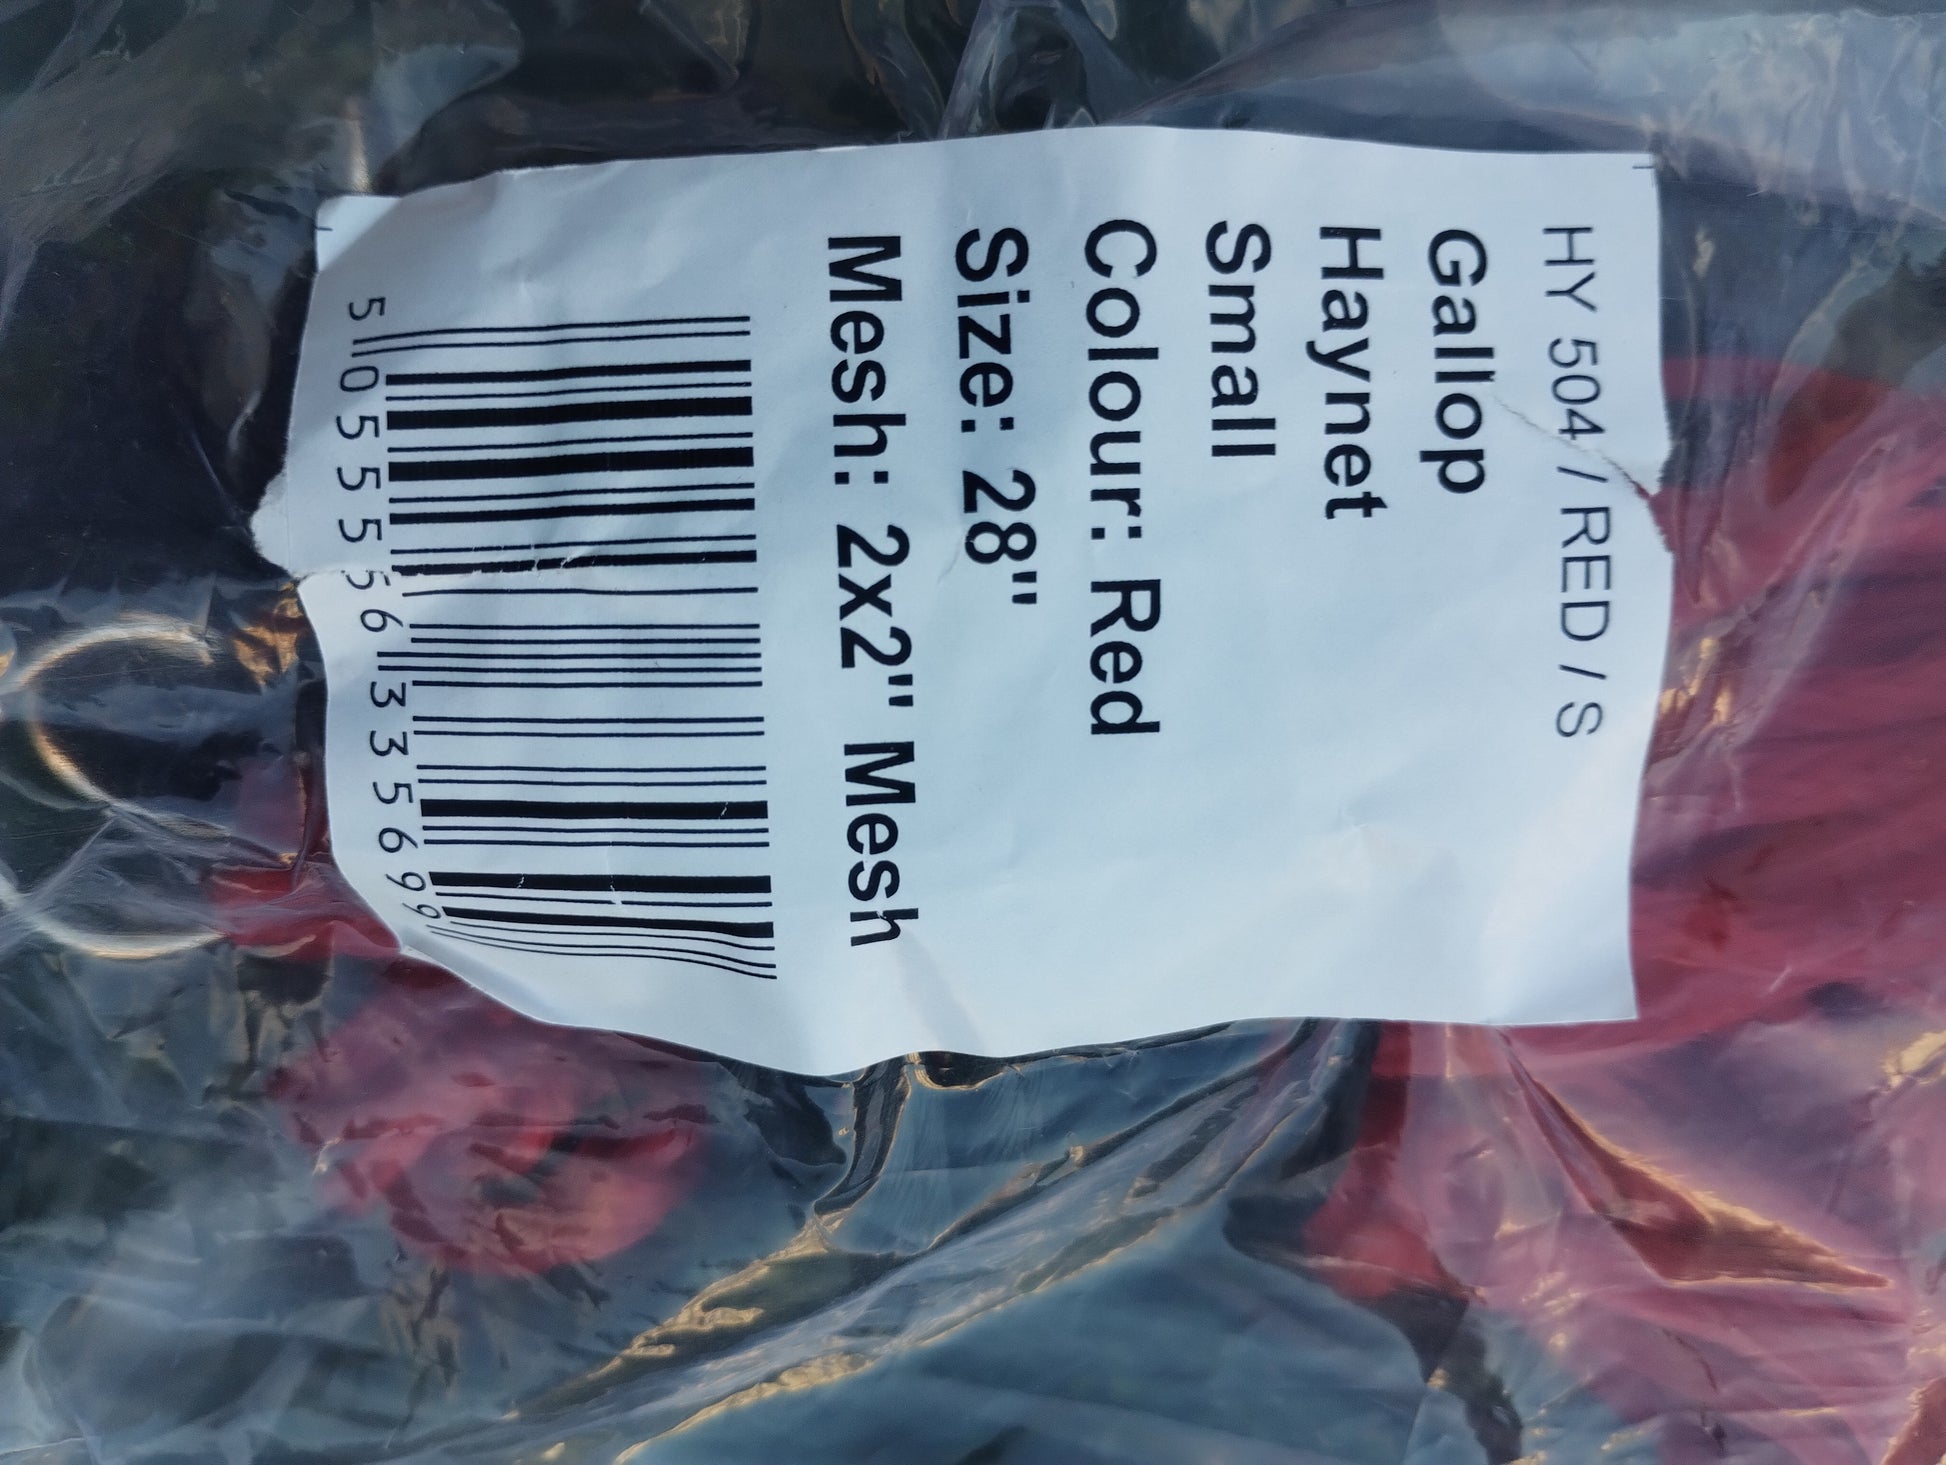 HY 504 / RED / S
Gallop
Haynet
Small
Colour: Red
Size: 28"
Mesh: 2x2" Mesh
5 055556 335699